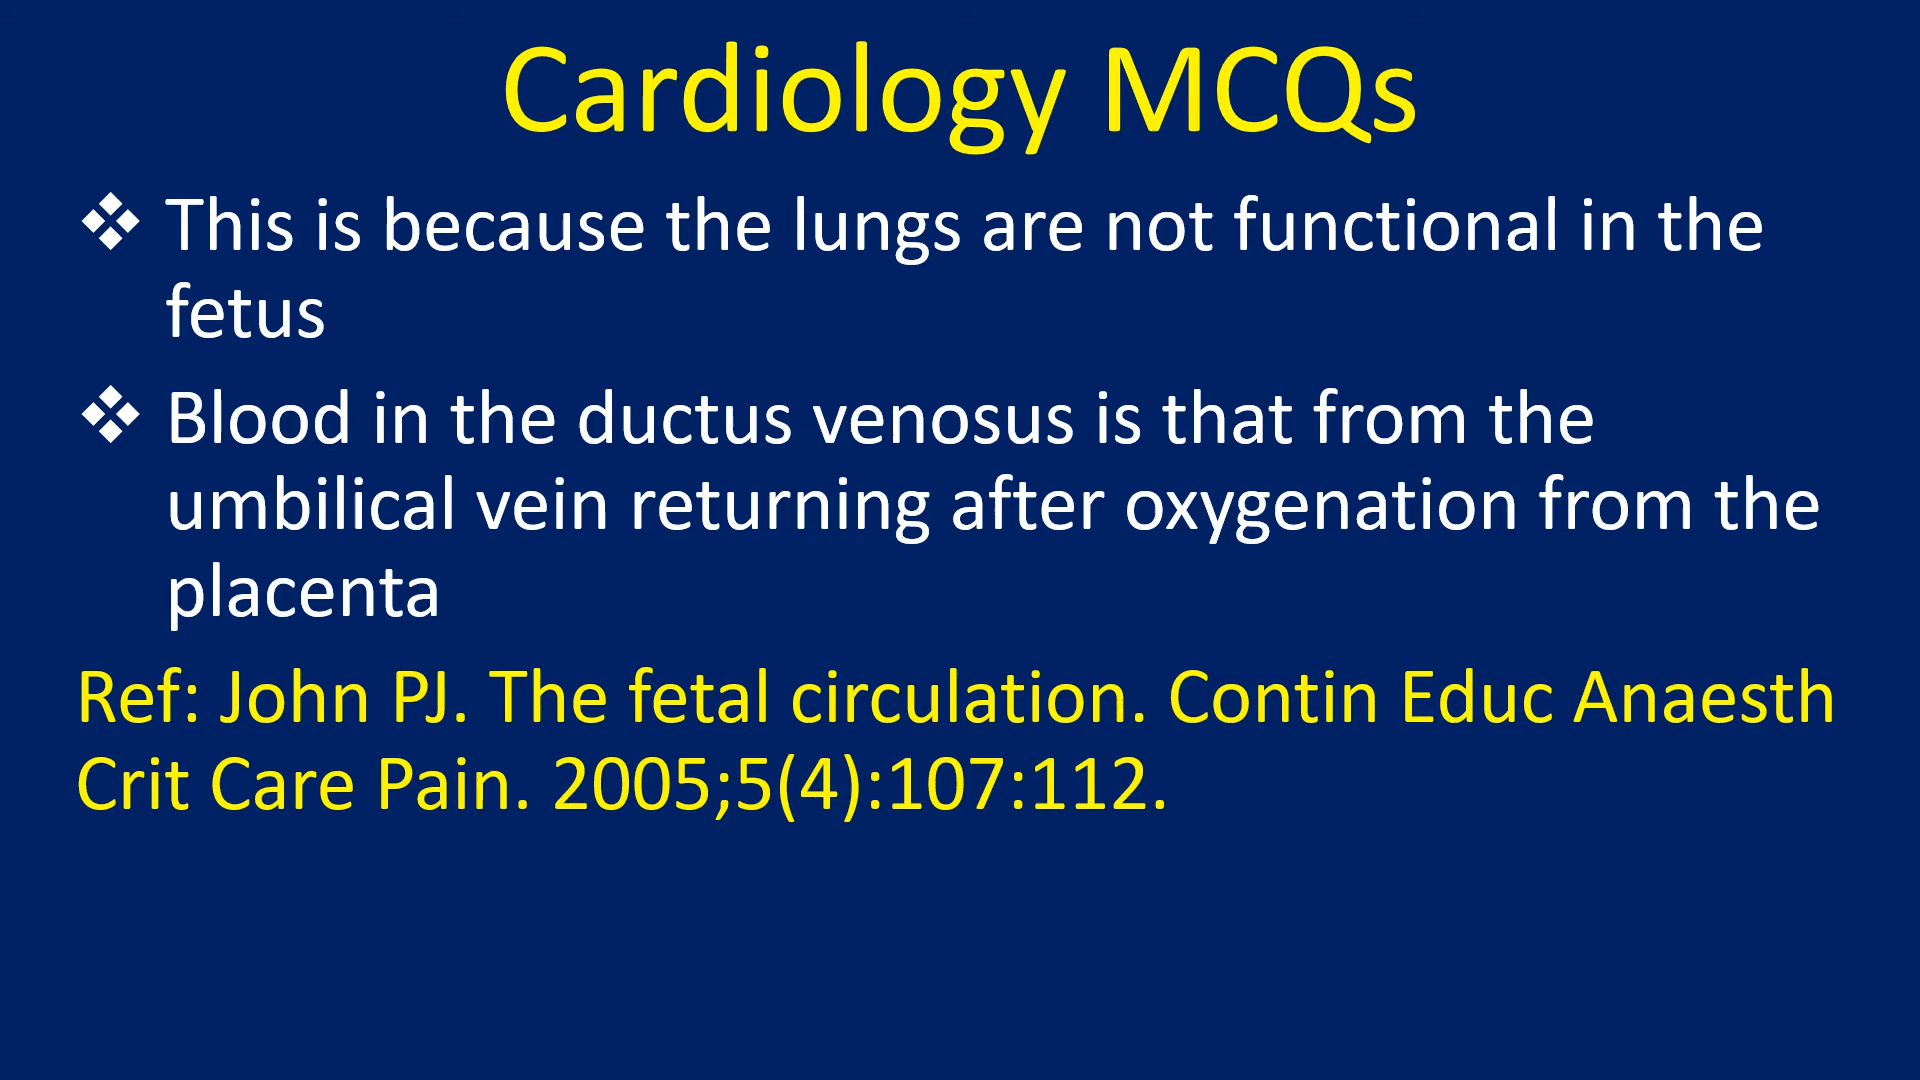 Cardiology MCQs
❖ This is because the lungs are not functional in the
fetus
❖ Blood in the ductus venosus is that from the
umbilical vein returning after oxygenation from the
placenta
Ref: John PJ. The fetal circulation. Contin Educ Anaesth
Crit Care Pain. 2005;5(4):107:112.